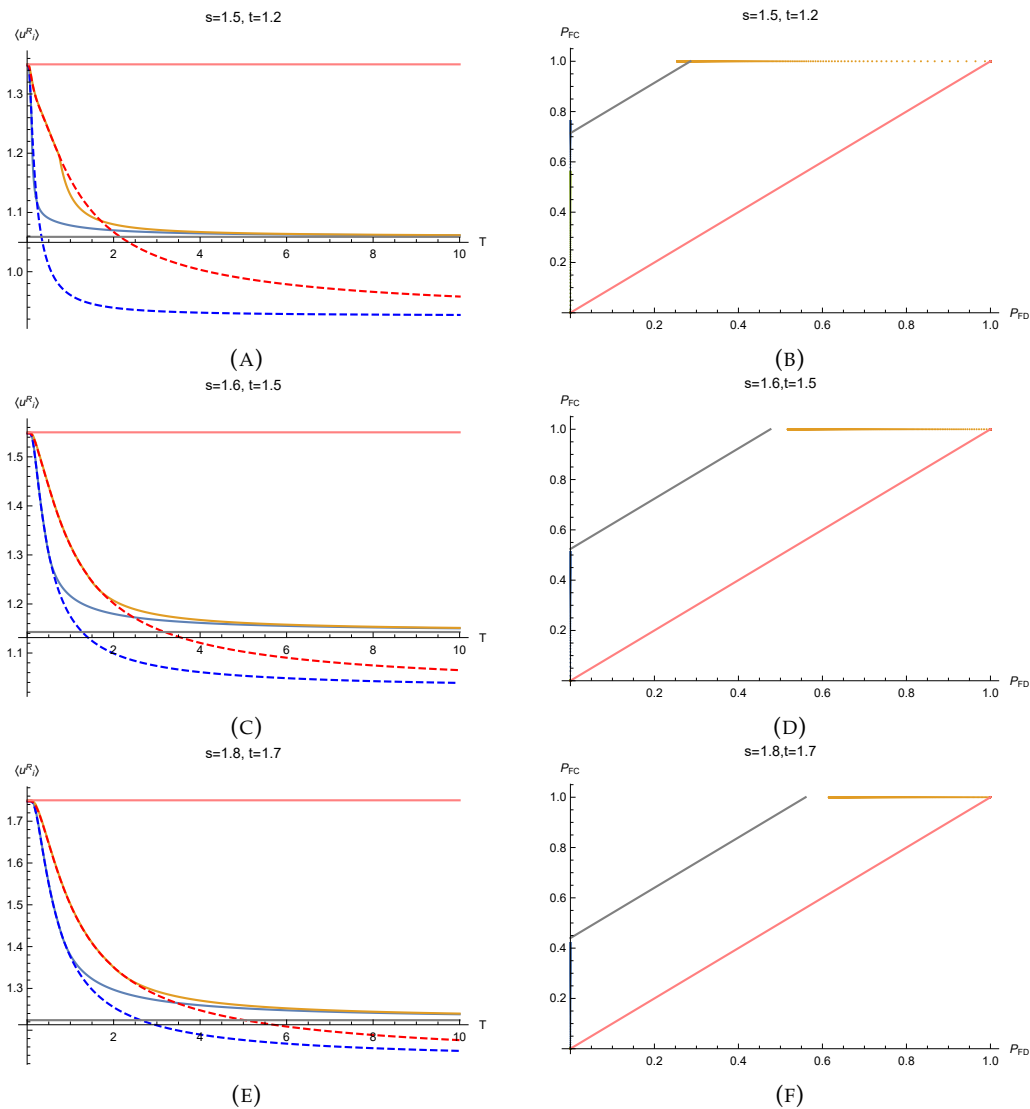 s=1.5, t=1.2
⟨uᴿᵢ⟩
1.3
1.2
1.1
1.0
2 4 6 8 10
T
(A)
s=1.5, t=1.2
P_FC
1.0
0.8
0.6
0.4
0.2
0.2 0.4 0.6 0.8 1.0
P_FD
(B)
s=1.6, t=1.5
⟨uᴿᵢ⟩
1.5
1.4
1.3
1.2
1.1
2 4 6 8 10
T
(C)
s=1.6,t=1.5
P_FC
1.0
0.8
0.6
0.4
0.2
0.2 0.4 0.6 0.8 1.0
P_FD
(D)
s=1.8, t=1.7
⟨uᴿᵢ⟩
1.7
1.6
1.5
1.4
1.3
2 4 6 8 10
T
(E)
s=1.8,t=1.7
P_FC
1.0
0.8
0.6
0.4
0.2
0.2 0.4 0.6 0.8 1.0
P_FD
(F)